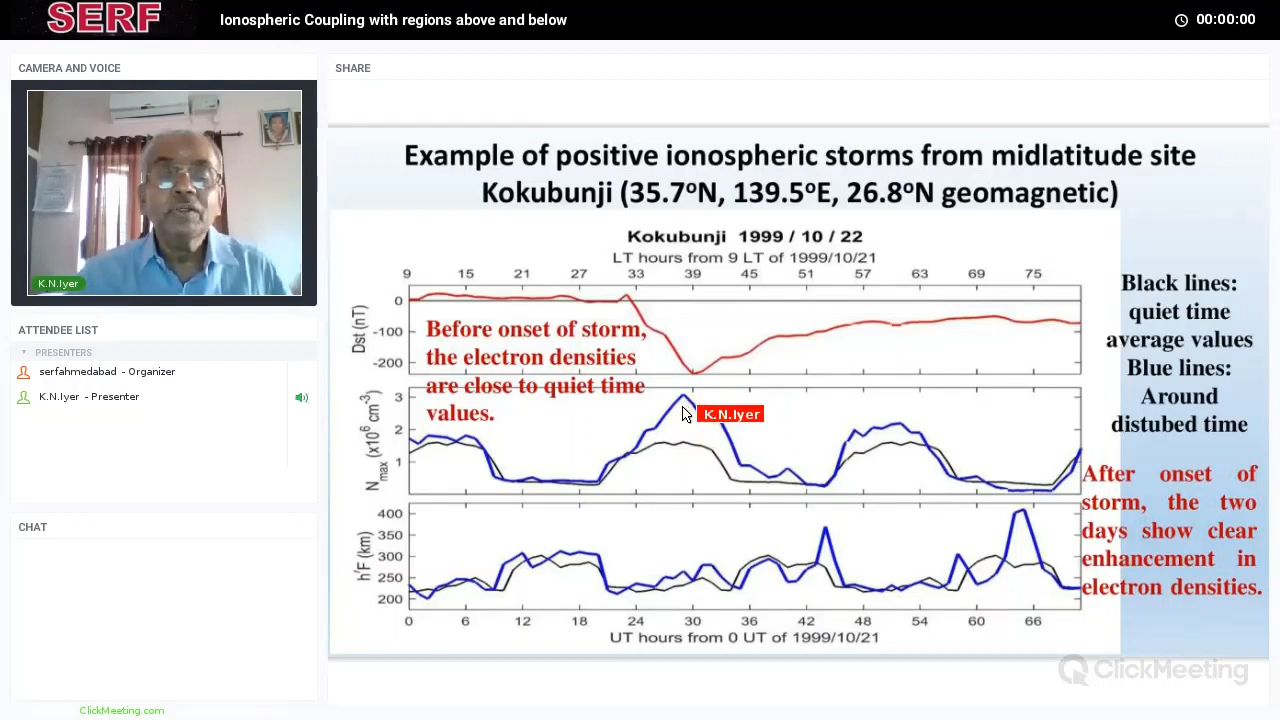 SERF
Ionospheric Coupling with regions above and below
00:00:00
CAMERA AND VOICE
K.N.Iyer
ATTENDEE LIST
PRESENTERS
serfahmedabad - Organizer
K.N.Iyer - Presenter
CHAT
ClickMeeting.com
SHARE
Example of positive ionospheric storms from midlatitude site
Kokubunji (35.7ºN, 139.5ºE, 26.8ºN geomagnetic)
Kokubunji 1999 / 10 / 22
LT hours from 9 LT of 1999/10/21
9 15 21 27 33 39 45 51 57 63 69 75
Dst (nT)
0
-100
-200
Before onset of storm,
the electron densities
are close to quiet time
values.
Nmax (x10⁶ cm⁻³)
3
2
1
K.N.Iyer
h'F (km)
400
350
300
250
200
0 6 12 18 24 30 36 42 48 54 60 66
UT hours from 0 UT of 1999/10/21
Black lines:
quiet time
average values
Blue lines:
Around
distubed time
After onset of
storm, the two
days show clear
enhancement in
electron densities.
ClickMeeting